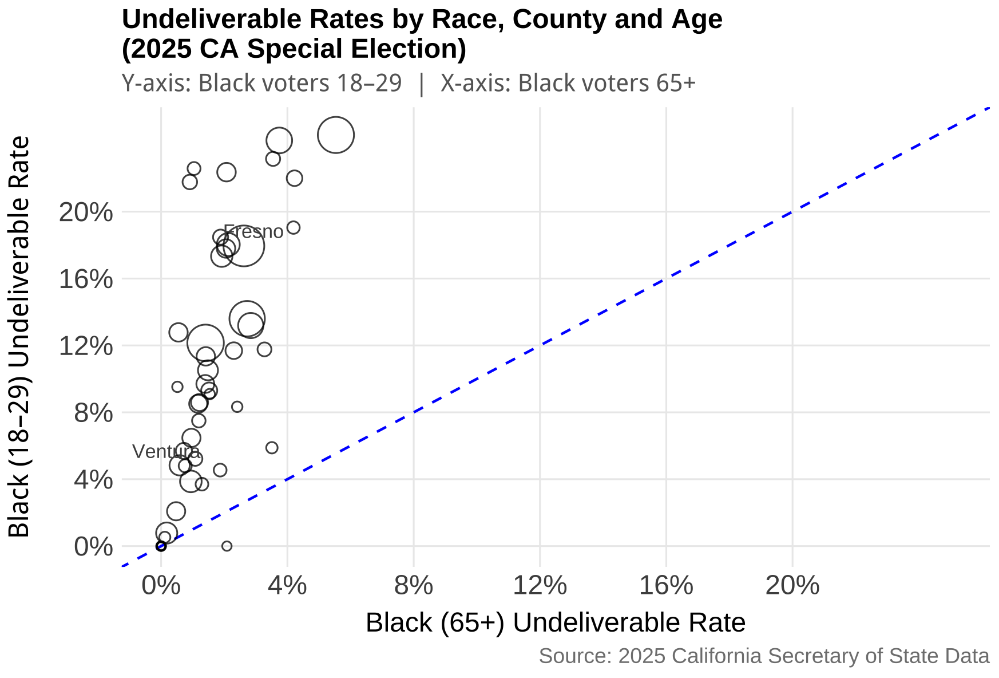 Undeliverable Rates by Race, County and Age
(2025 CA Special Election)
Y-axis: Black voters 18–29 | X-axis: Black voters 65+
Black (18–29) Undeliverable Rate
20%
16%
12%
8%
4%
0%
Fresno
Ventura
0% 4% 8% 12% 16% 20%
Black (65+) Undeliverable Rate
Source: 2025 California Secretary of State Data